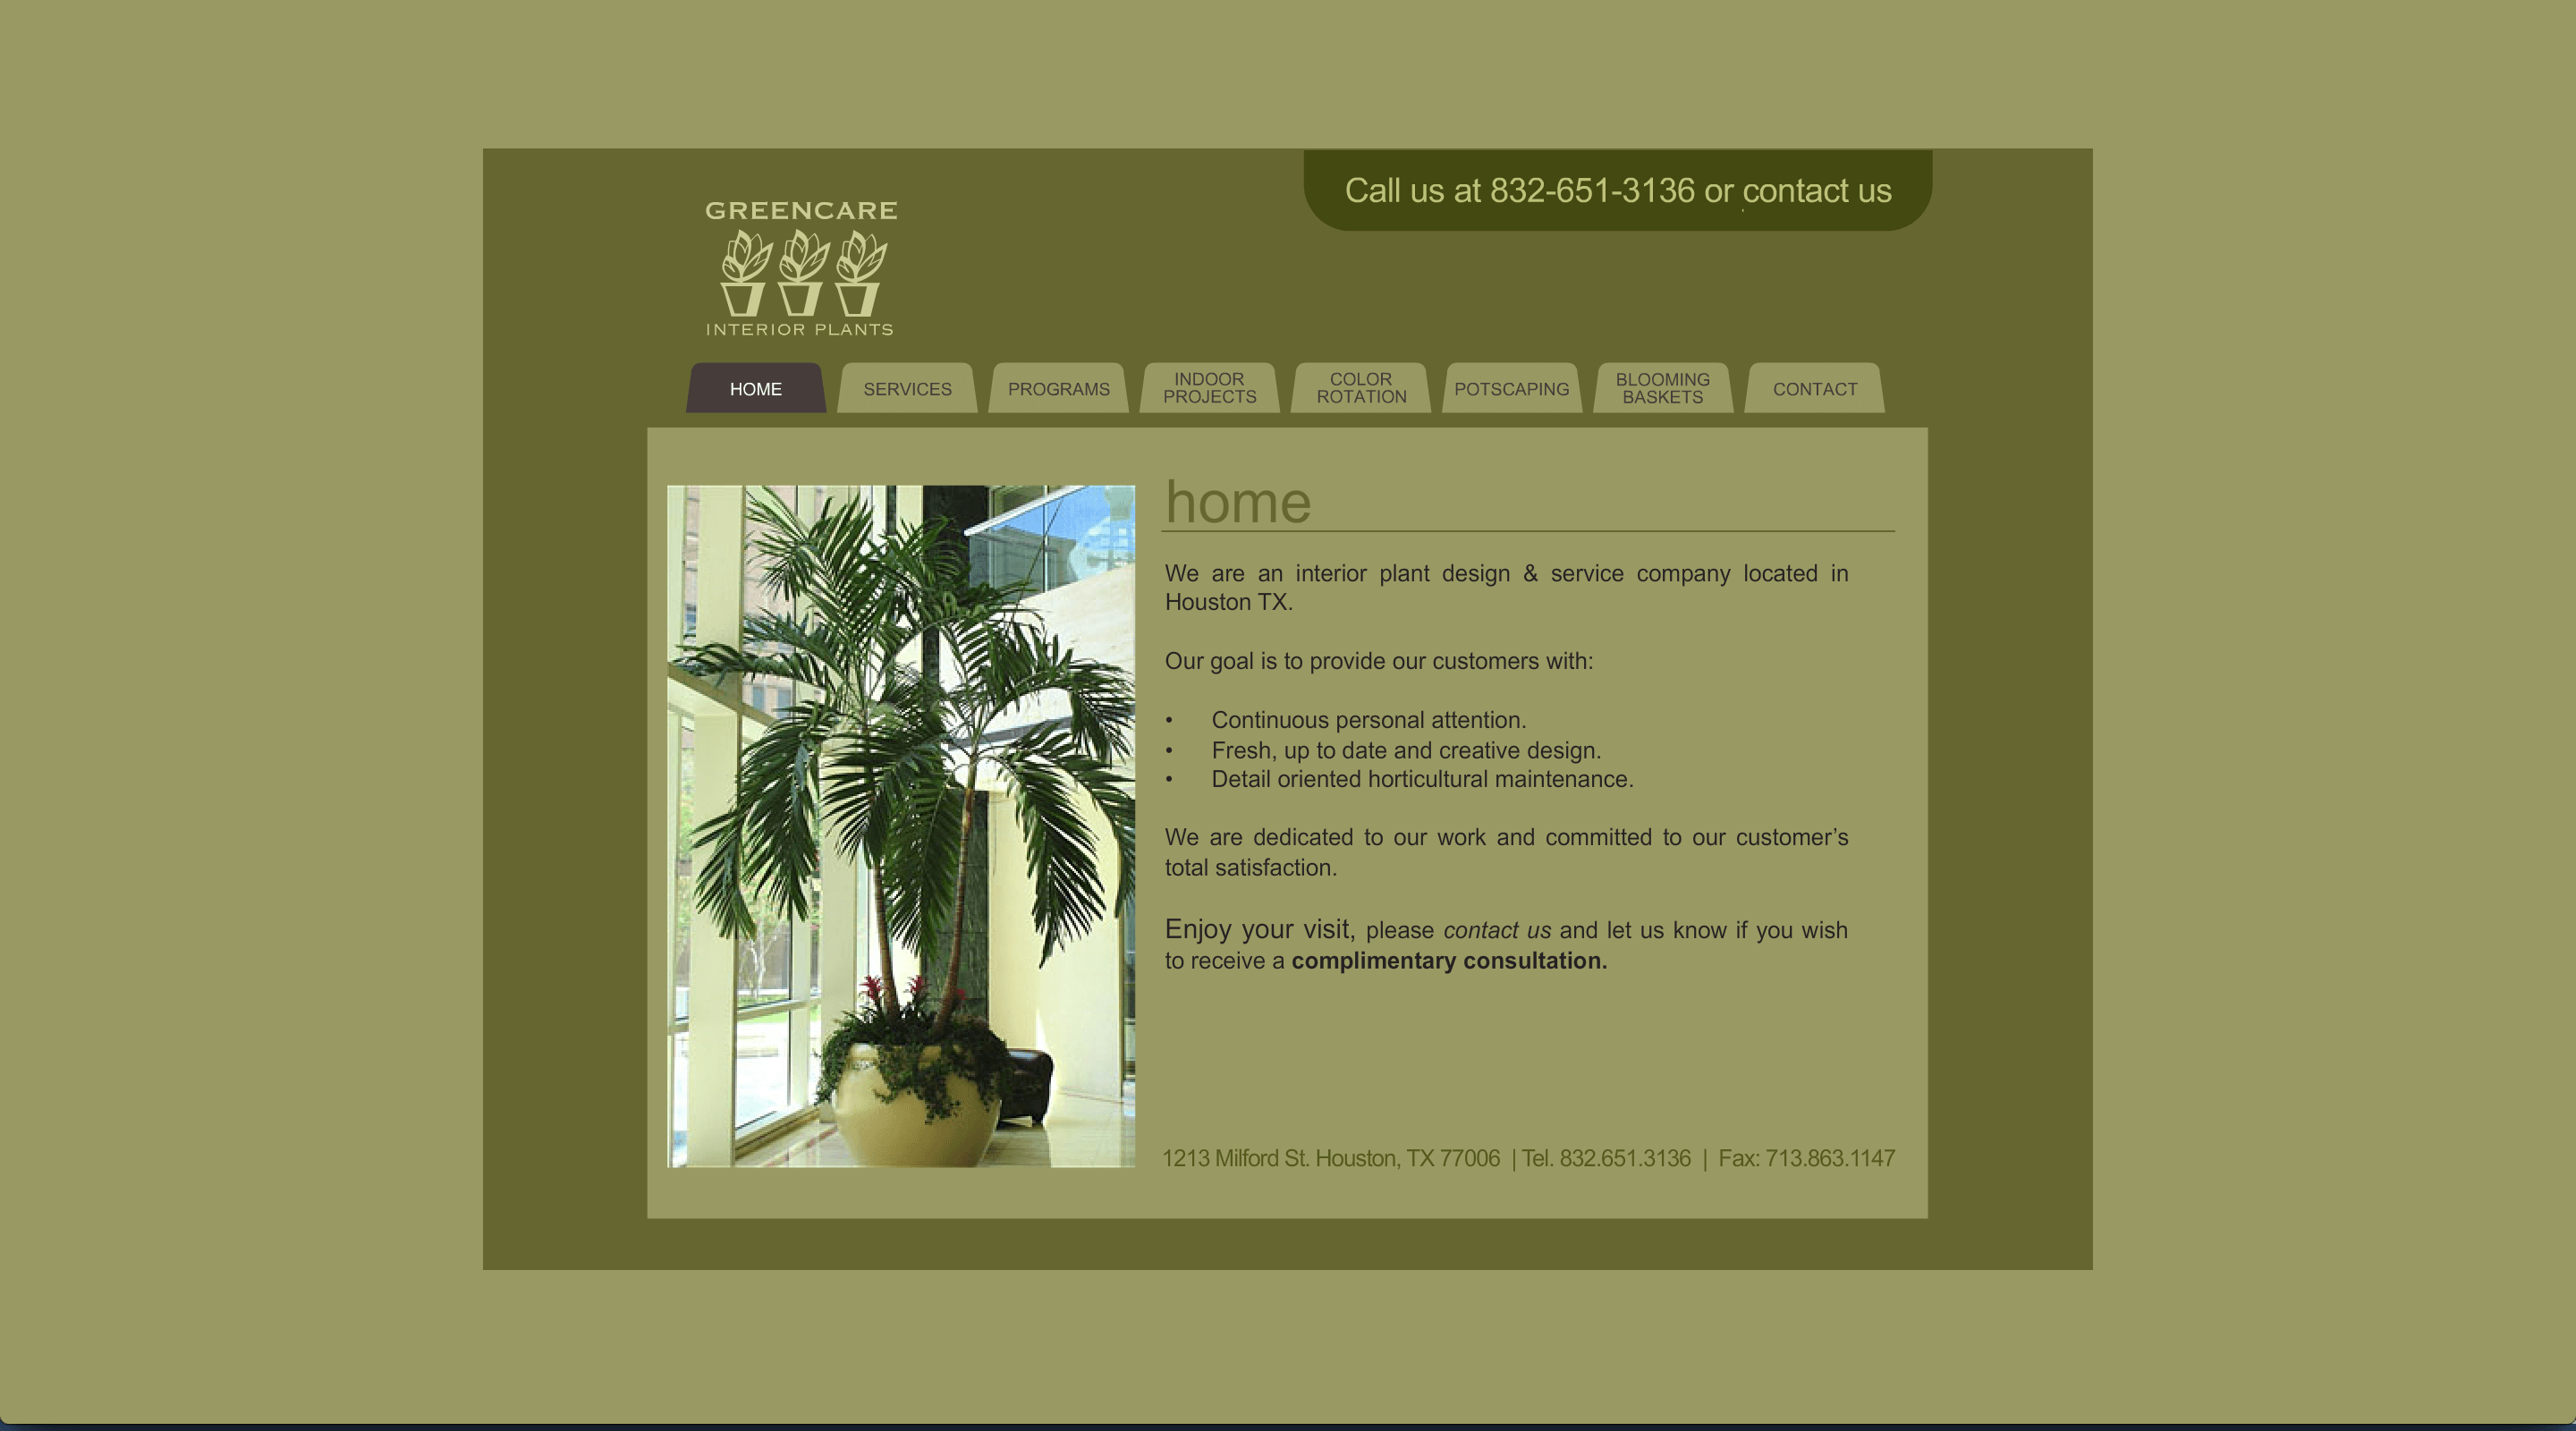 Call us at 832-651-3136 or contact us
GREENCARE
INTERIOR PLANTS
HOME
SERVICES
PROGRAMS
INDOOR
PROJECTS
COLOR
ROTATION
POTSCAPING
BLOOMING
BASKETS
CONTACT
home
We are an interior plant design & service company located in
Houston TX.
Our goal is to provide our customers with:
• Continuous personal attention.
• Fresh, up to date and creative design.
• Detail oriented horticultural maintenance.
We are dedicated to our work and committed to our customer’s
total satisfaction.
Enjoy your visit, please contact us and let us know if you wish
to receive a complimentary consultation.
1213 Milford St. Houston, TX 77006 | Tel. 832.651.3136 | Fax: 713.863.1147